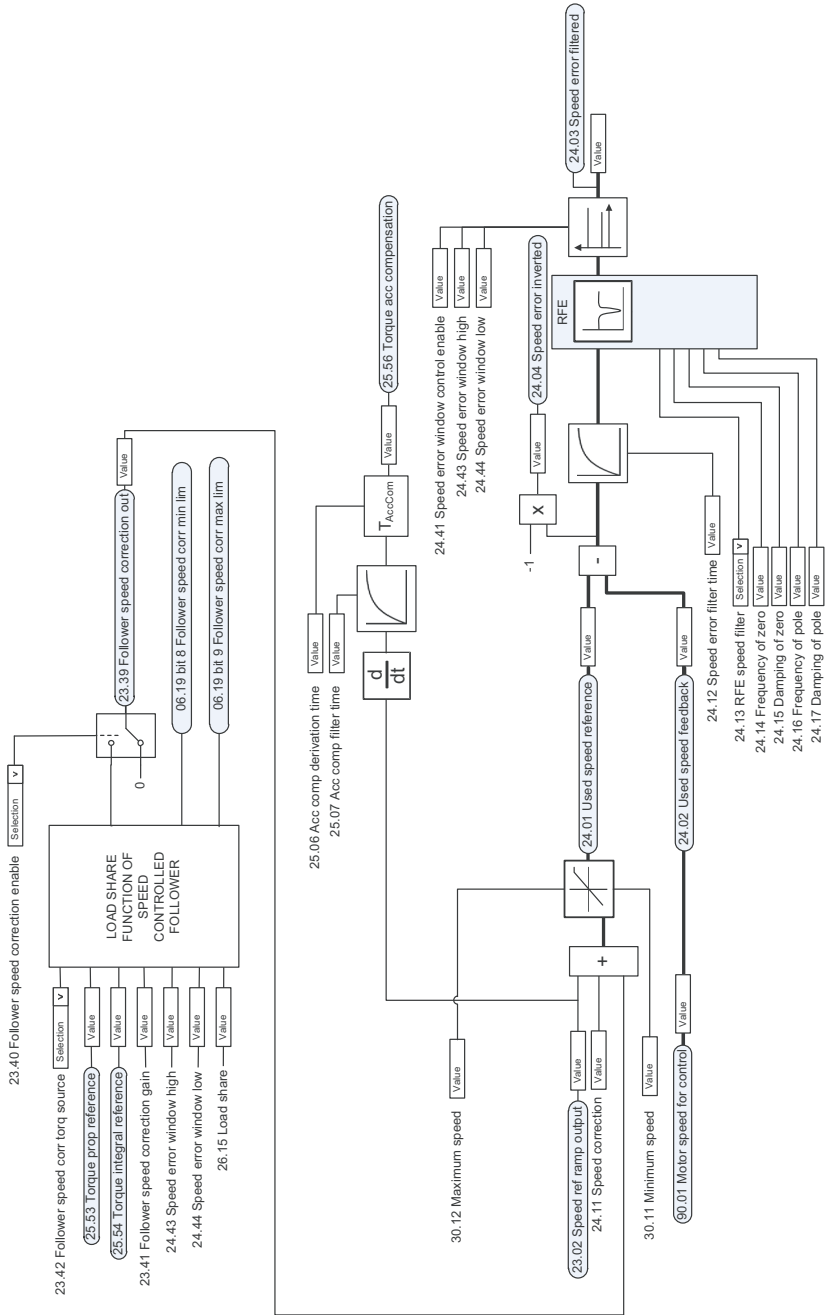 23.40 Follower speed correction enable
Selection v
23.42 Follower speed corr torq source
Selection v
25.53 Torque prop reference
Value
25.54 Torque integral reference
Value
23.41 Follower speed correction gain
Value
24.43 Speed error window high
Value
24.44 Speed error window low
Value
26.15 Load share
Value
LOAD SHARE
FUNCTION OF
SPEED
CONTROLLED
FOLLOWER
0
23.39 Follower speed correction out
Value
06.19 bit 8 Follower speed corr min lim
06.19 bit 9 Follower speed corr max lim
25.06 Acc comp derivation time
Value
25.07 Acc comp filter time
Value
d
dt
TAccCom
Value
25.56 Torque acc compensation
30.12 Maximum speed
Value
23.02 Speed ref ramp output
Value
24.11 Speed correction
Value
30.11 Minimum speed
Value
90.01 Motor speed for control
Value
+
24.01 Used speed reference
Value
24.02 Used speed feedback
Value
-
-1
X
Value
24.04 Speed error inverted
24.41 Speed error window control enable
Value
24.43 Speed error window high
Value
24.44 Speed error window low
Value
RFE
24.03 Speed error filtered
Value
24.12 Speed error filter time
Value
24.13 RFE speed filter
Selection v
24.14 Frequency of zero
Value
24.15 Damping of zero
Value
24.16 Frequency of pole
Value
24.17 Damping of pole
Value